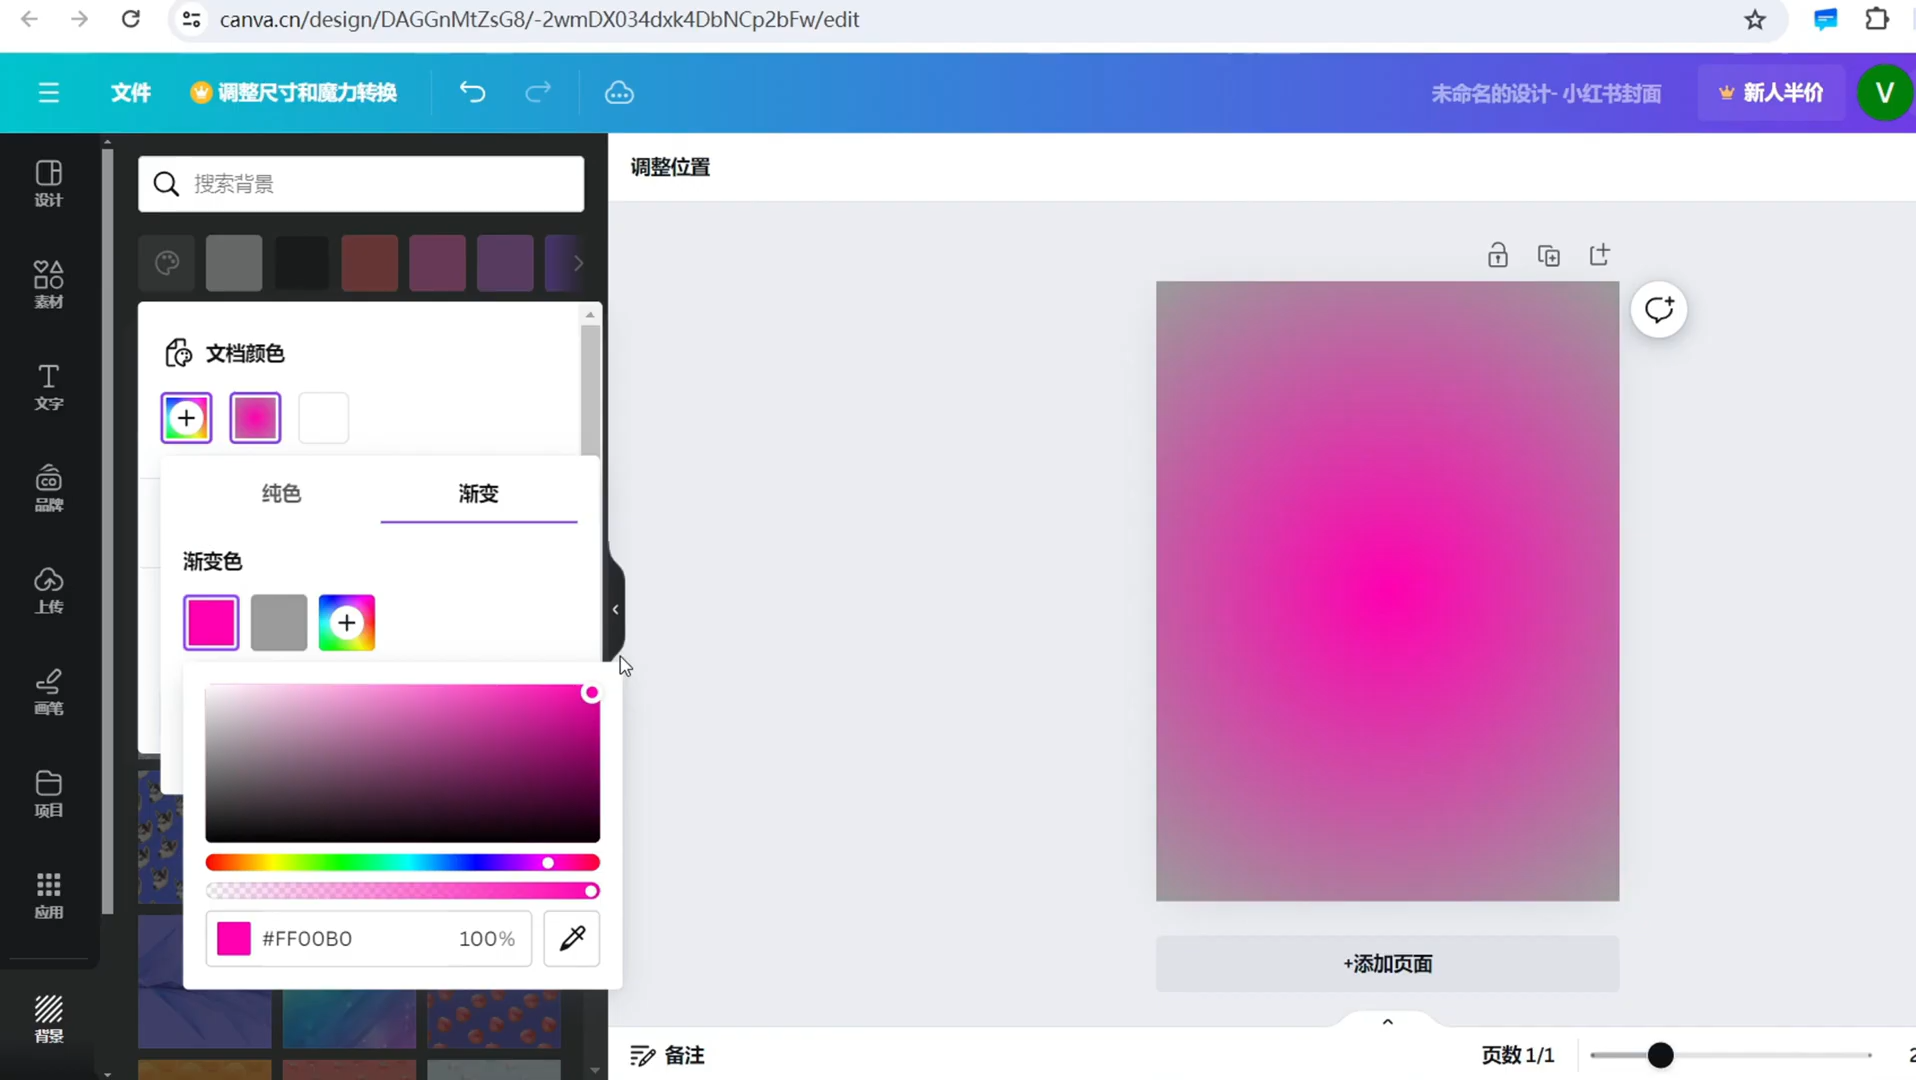 canva.cn/design/DAGGnMtZsG8/-2wmDX034dxk4DbNCp2bFw/edit
文件
调整尺寸和魔力转换
未命名的设计- 小红书封面
新人半价
V
设计
素材
文字
品牌
上传
画笔
项目
应用
背景
搜索背景
调整位置
文档颜色
纯色
渐变
渐变色
#FF00B0
100%
+添加页面
备注
页数 1/1